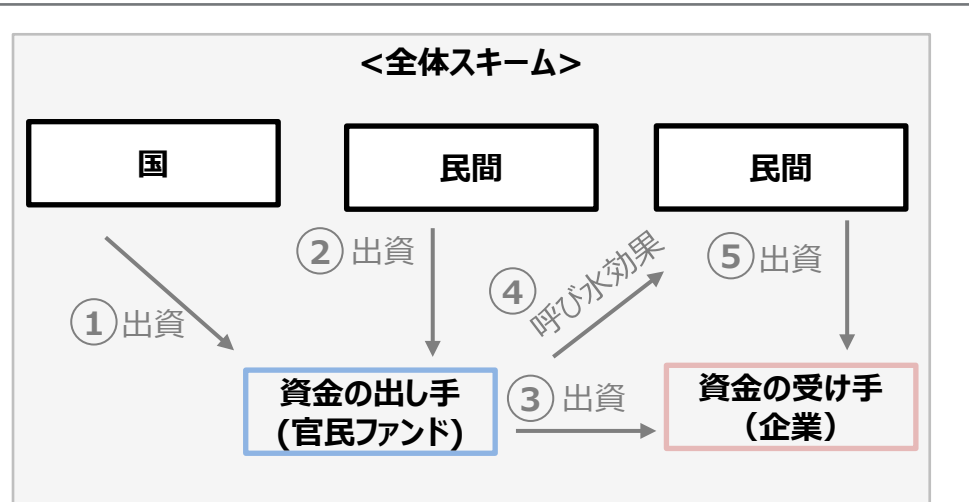 <全体スキーム>
国
民間
民間
② 出資
⑤ 出資
④
呼び水効果
① 出資
資金の出し手
(官民ファンド)
③ 出資
資金の受け手
（企業）